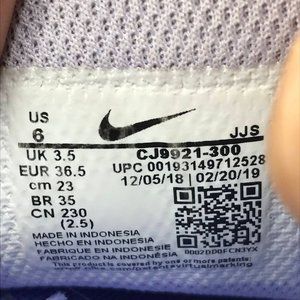 US
6
JJS
UK 3.5
CJ9921-300
EUR 36.5
UPC 00193149712528
cm 23
12/05/18 | 02/20/19
BR 35
CN 230
(2.5)
MADE IN INDONESIA
HECHO EN INDONESIA
FABRIQUE EN INDONESIE
FABRICADO NA INDONESIA
This product is covered by one or more patents.